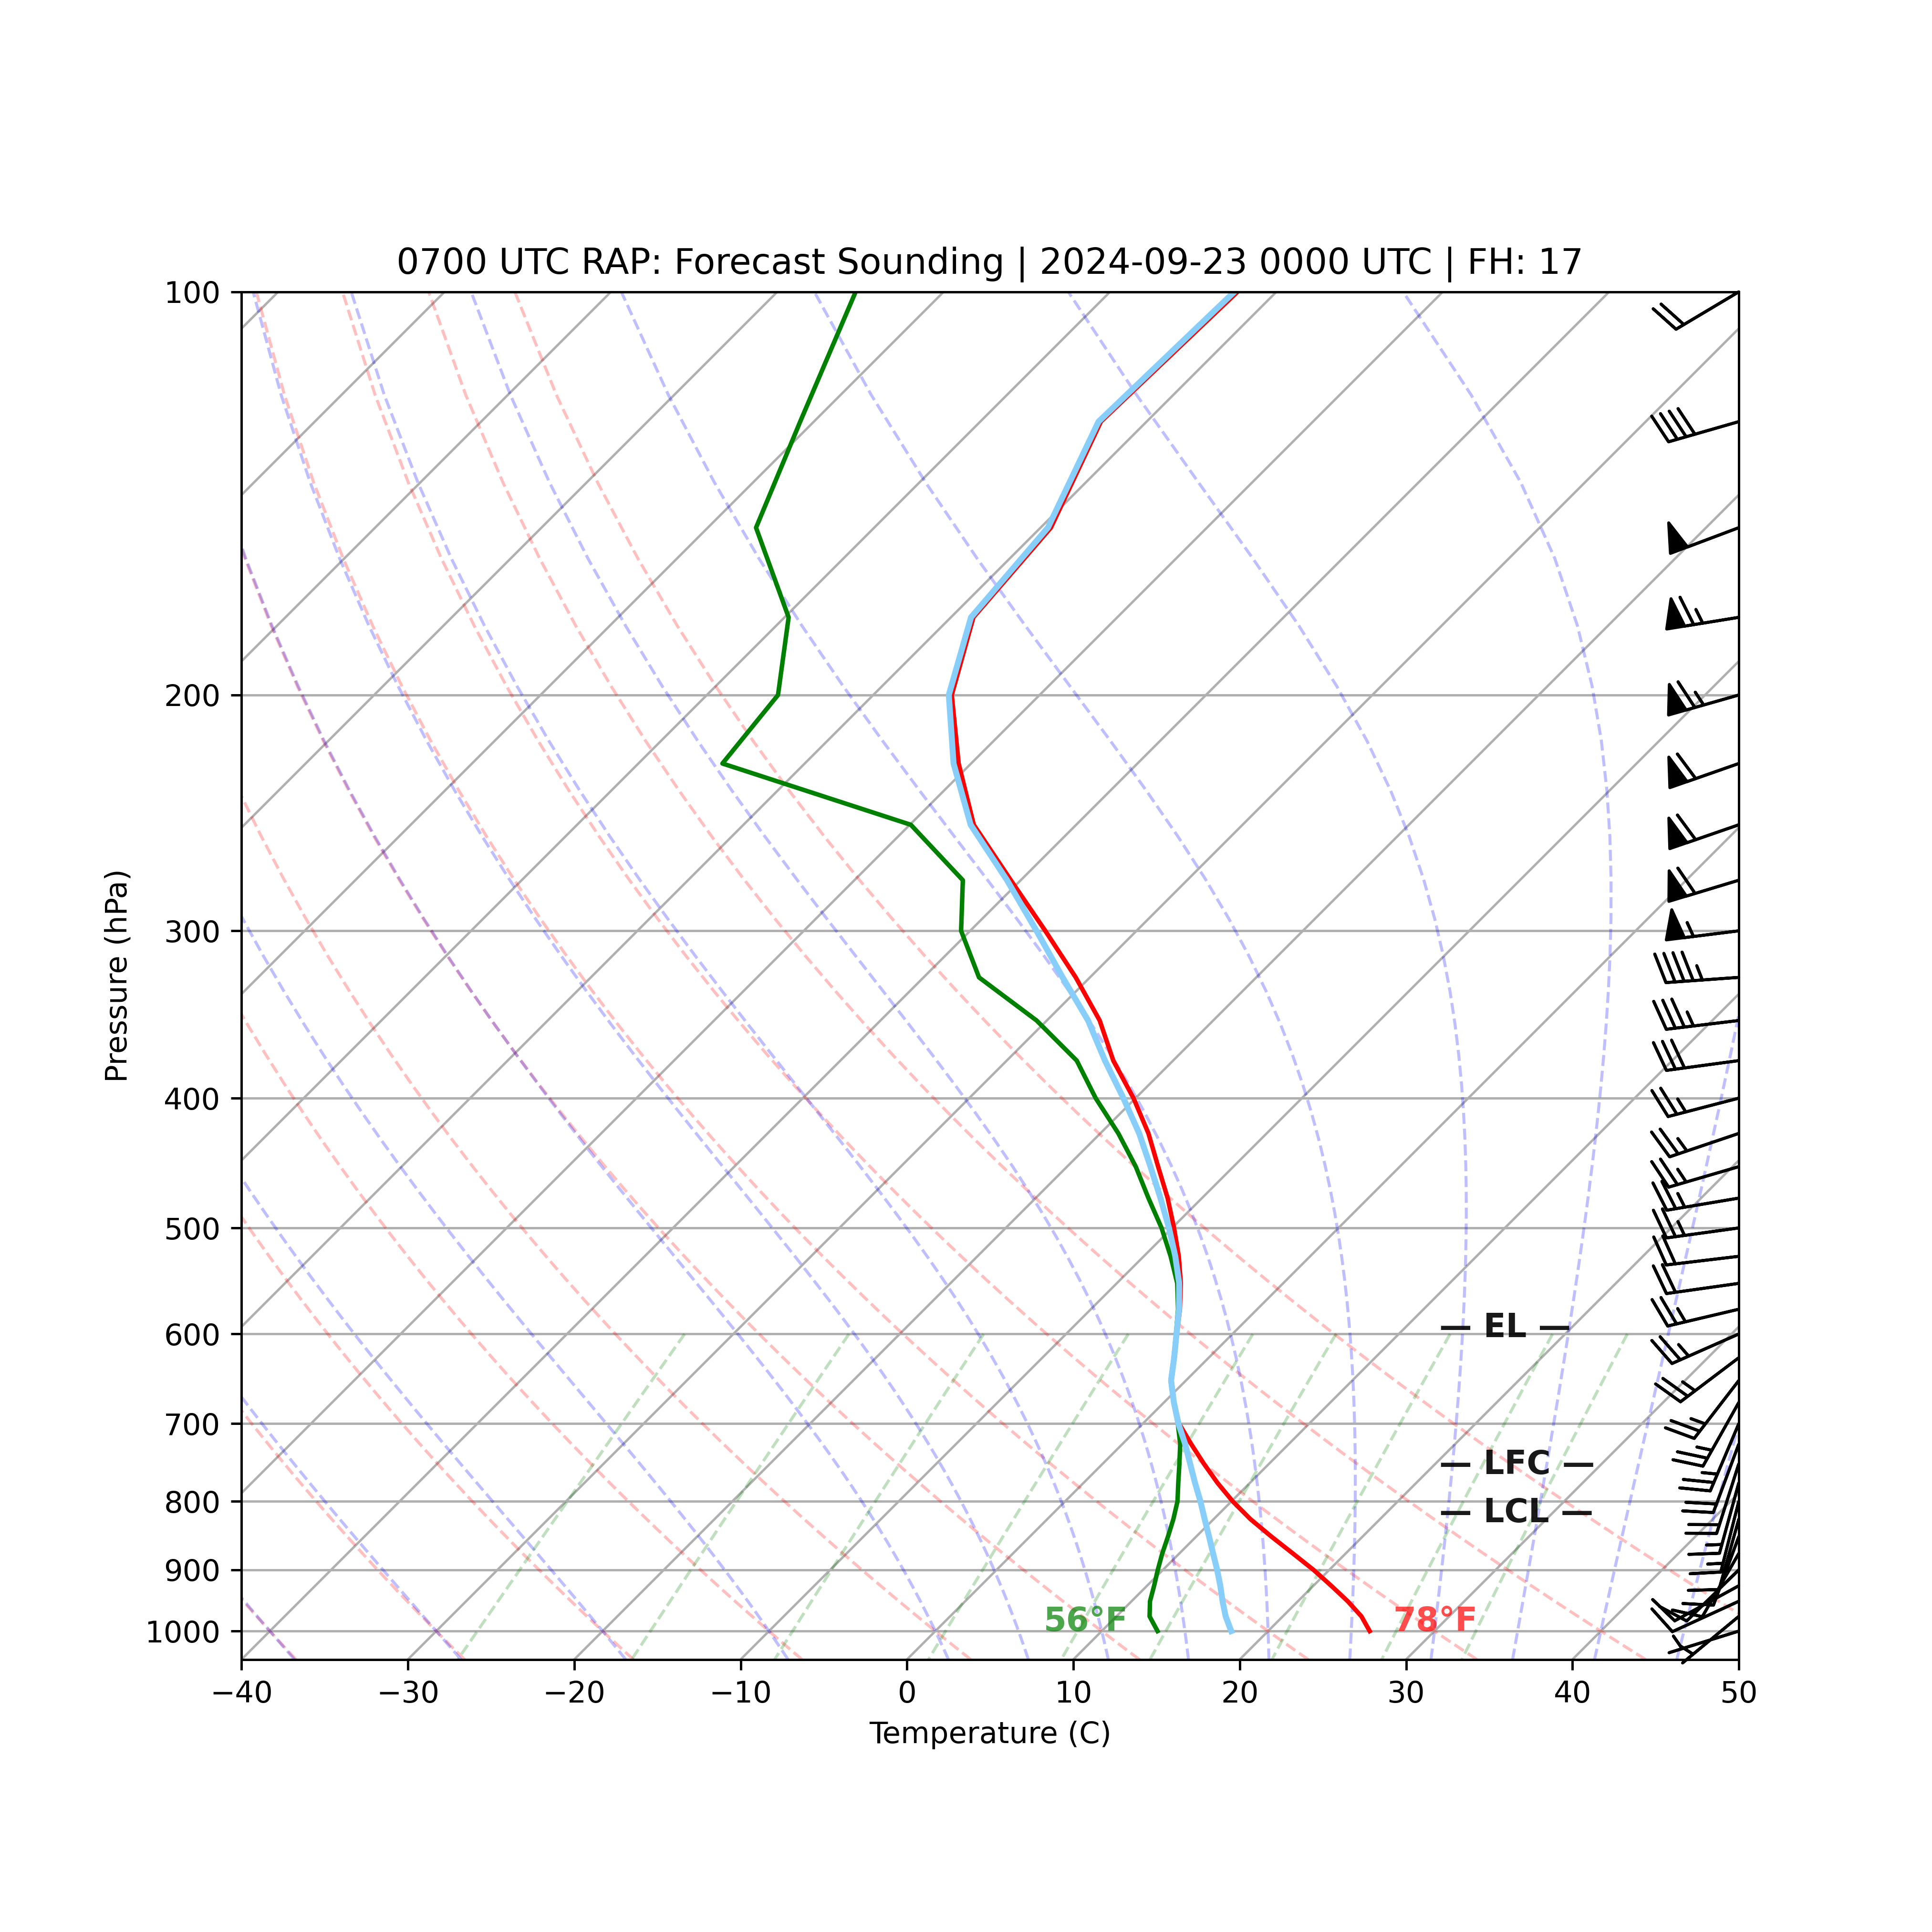 0700 UTC RAP: Forecast Sounding | 2024-09-23 0000 UTC | FH: 17
100
200
300
400
500
600
700
800
900
1000
Pressure (hPa)
— EL —
— LFC —
— LCL —
56°F
78°F
−40 −30 −20 −10 0 10 20 30 40 50
Temperature (C)